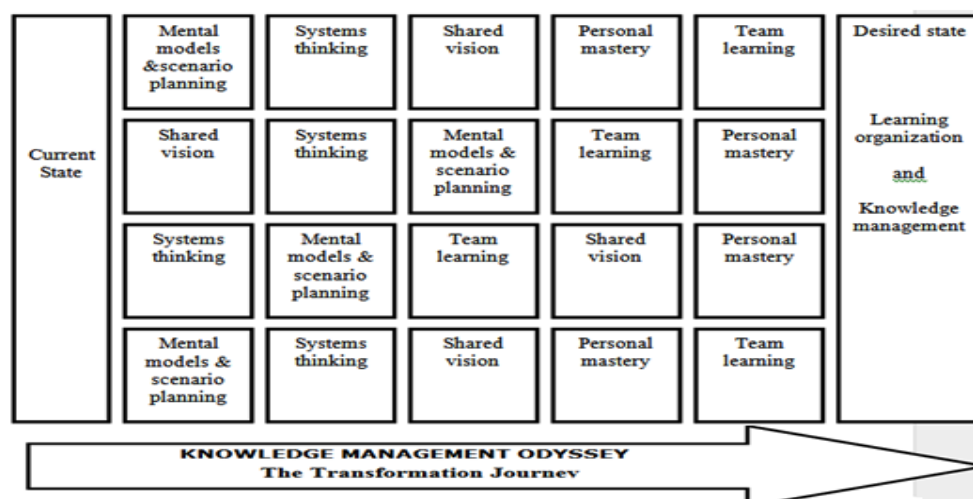 Current
State
Mental
models
&scenario
planning
Systems
thinking
Shared
vision
Personal
mastery
Team
learning
Shared
vision
Systems
thinking
Mental
models &
scenario
planning
Team
learning
Personal
mastery
Systems
thinking
Mental
models &
scenario
planning
Team
learning
Shared
vision
Personal
mastery
Mental
models &
scenario
planning
Systems
thinking
Shared
vision
Personal
mastery
Team
learning
Desired state
Learning
organization
and
Knowledge
management
KNOWLEDGE MANAGEMENT ODYSSEY
The Transformation Journey